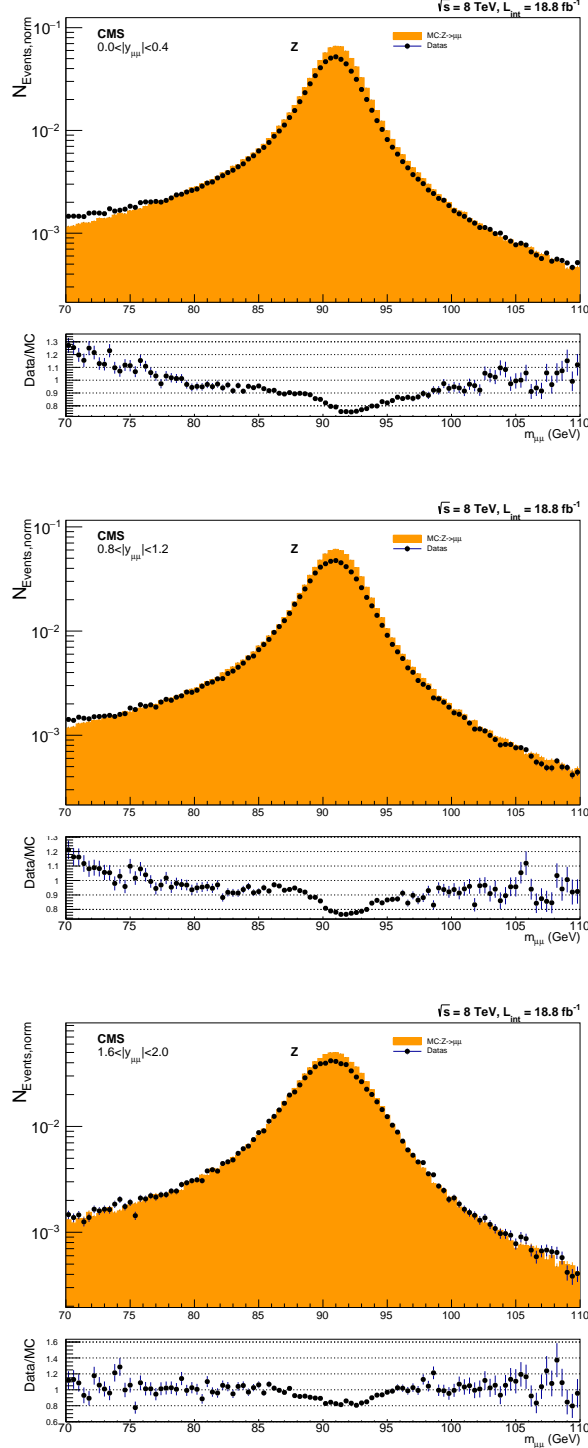 √s = 8 TeV, L_int = 18.8 fb⁻¹
CMS
0.0<|y_μμ|<0.4
Z
MC:Z->μμ
Datas
N_Events,norm
10⁻¹
10⁻²
10⁻³
70 75 80 85 90 95 100 105 110
Data/MC
1.3
1.2
1.1
1
0.9
0.8
70 75 80 85 90 95 100 105 110
m_μμ (GeV)
√s = 8 TeV, L_int = 18.8 fb⁻¹
CMS
0.8<|y_μμ|<1.2
Z
MC:Z->μμ
Datas
N_Events,norm
10⁻¹
10⁻²
10⁻³
70 75 80 85 90 95 100 105 110
Data/MC
1.3
1.2
1.1
1
0.9
0.8
70 75 80 85 90 95 100 105 110
m_μμ (GeV)
√s = 8 TeV, L_int = 18.8 fb⁻¹
CMS
1.6<|y_μμ|<2.0
Z
MC:Z->μμ
Datas
N_Events,norm
10⁻²
10⁻³
70 75 80 85 90 95 100 105 110
Data/MC
1.6
1.4
1.2
1
0.8
0.6
70 75 80 85 90 95 100 105 110
m_μμ (GeV)